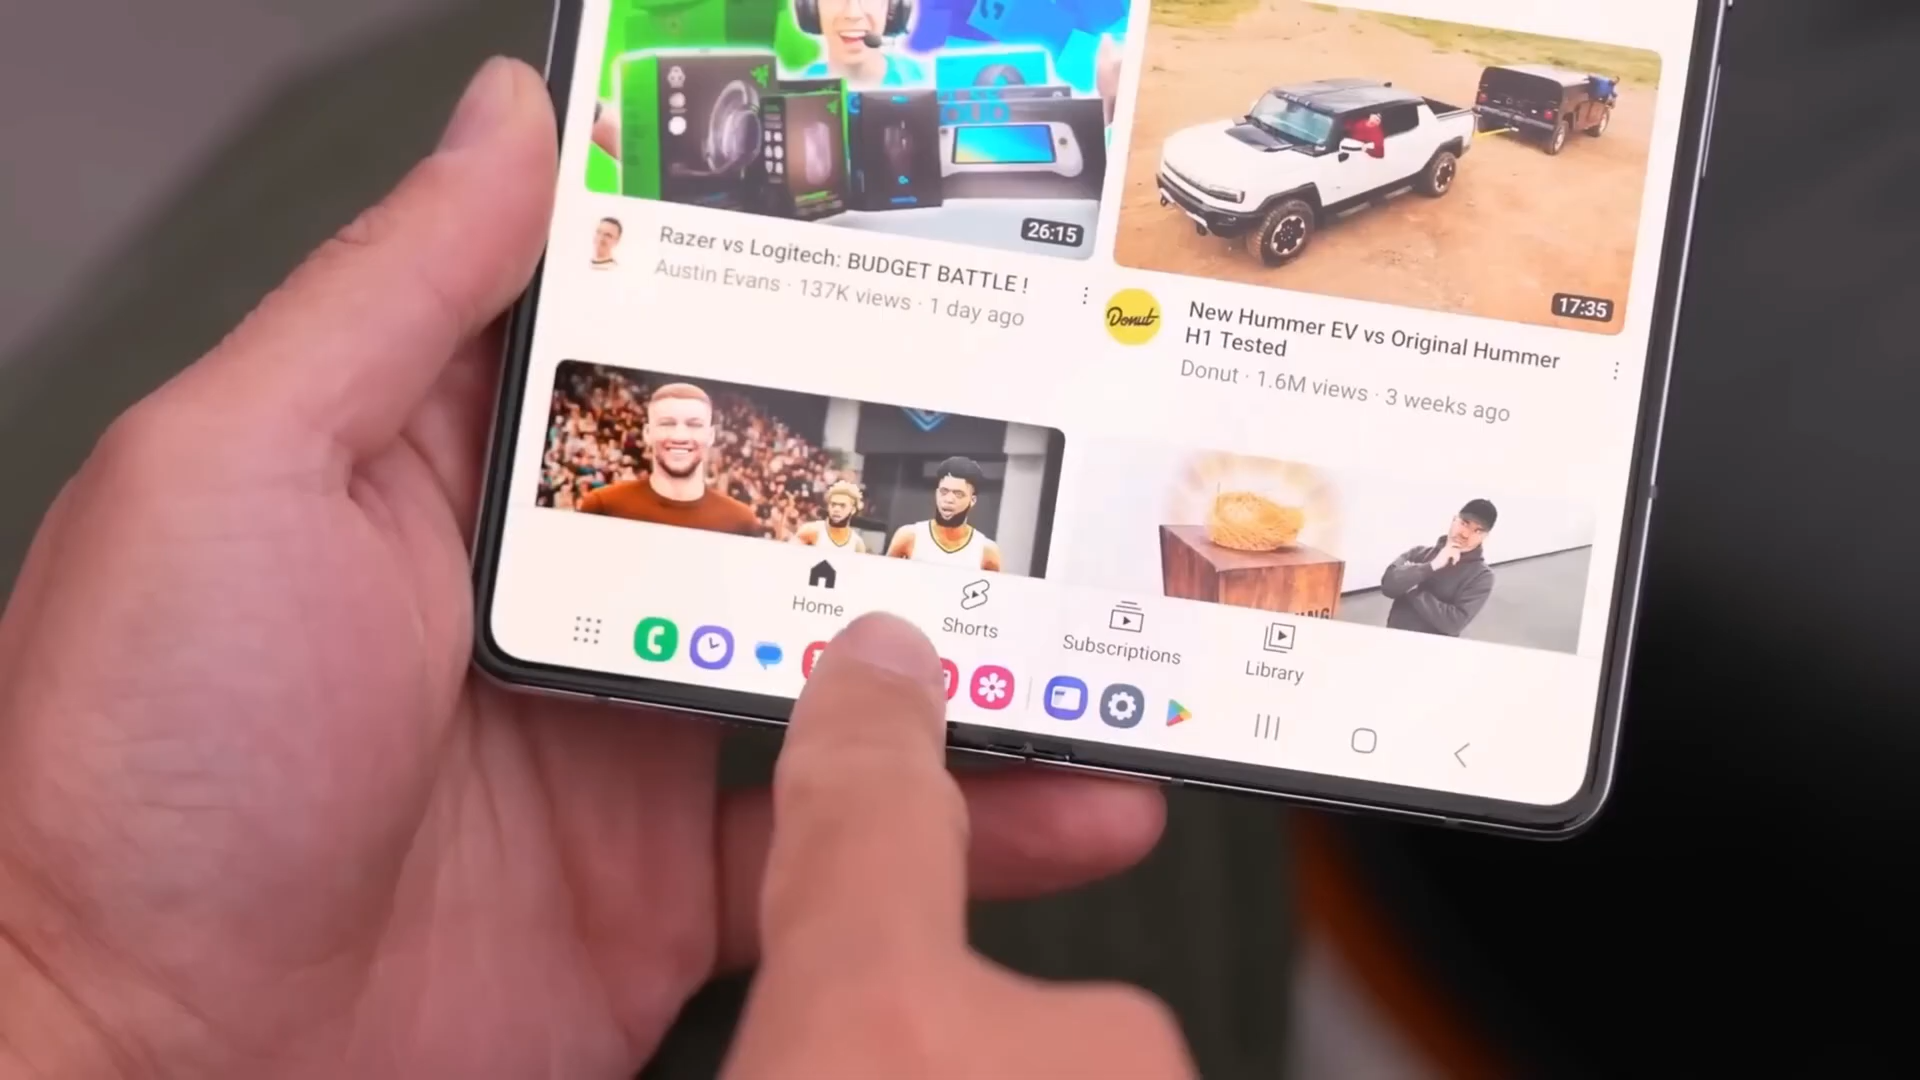 26:15
Razer vs Logitech: BUDGET BATTLE !
Austin Evans · 137K views · 1 day ago
17:35
Donut
New Hummer EV vs Original Hummer
H1 Tested
Donut · 1.6M views · 3 weeks ago
Home
Shorts
Subscriptions
Library